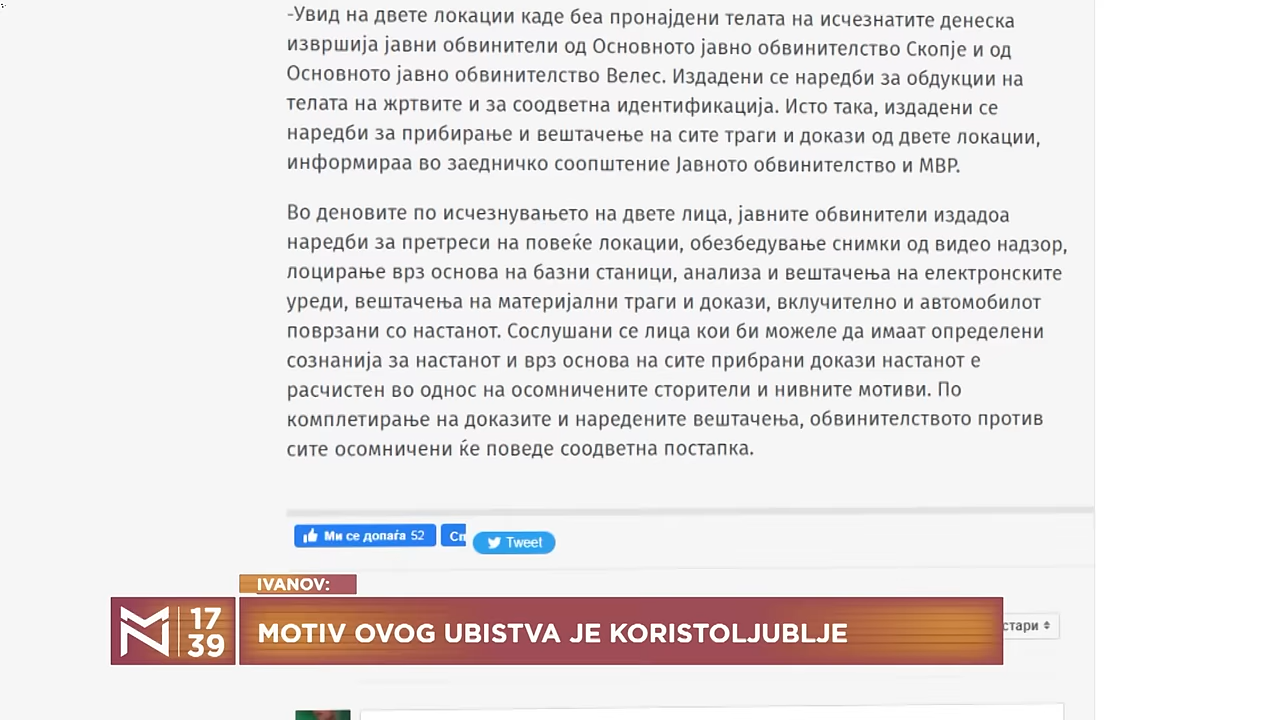 -Увид на двете локации каде беа пронајдени телата на исчезнатите денеска
извршија јавни обвинители од Основното јавно обвинителство Скопје и од
Основното јавно обвинителство Велес. Издадени се наредби за обдукции на
телата на жртвите и за соодветна идентификација. Исто така, издадени се
наредби за прибирање и вештачење на сите траги и докази од двете локации,
информираа во заедничко соопштение Јавното обвинителство и МВР.
Во деновите по исчезнувањето на двете лица, јавните обвинители издадоа
наредби за претреси на повеќе локации, обезбедување снимки од видео надзор,
лоцирање врз основа на базни станици, анализа и вештачења на електронските
уреди, вештачења на материјални траги и докази, вклучително и автомобилот
поврзани со настанот. Сослушани се лица кои би можеле да имаат определени
сознанија за настанот и врз основа на сите прибрани докази настанот е
расчистен во однос на осомничените сторители и нивните мотиви. По
комплетирање на доказите и наредените вештачења, обвинителството против
сите осомничени ќе поведе соодветна постапка.
Ми се допаѓа 52
Tweet
IVANOV:
17
39
MOTIV OVOG UBISTVA JE KORISTOLJUBLJE